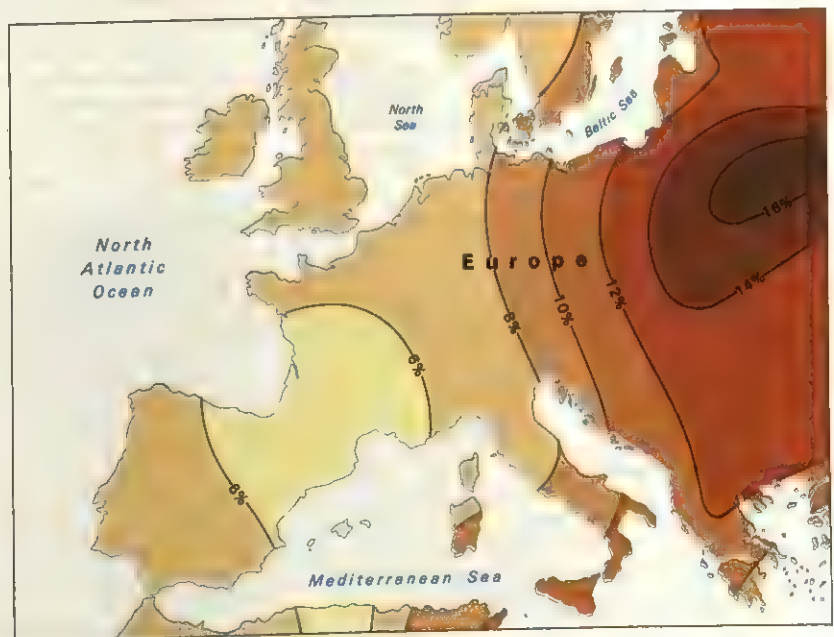 North
Sea
Baltic Sea
North
Atlantic
Ocean
Europe
16%
14%
12%
10%
8%
6%
6%
Mediterranean Sea